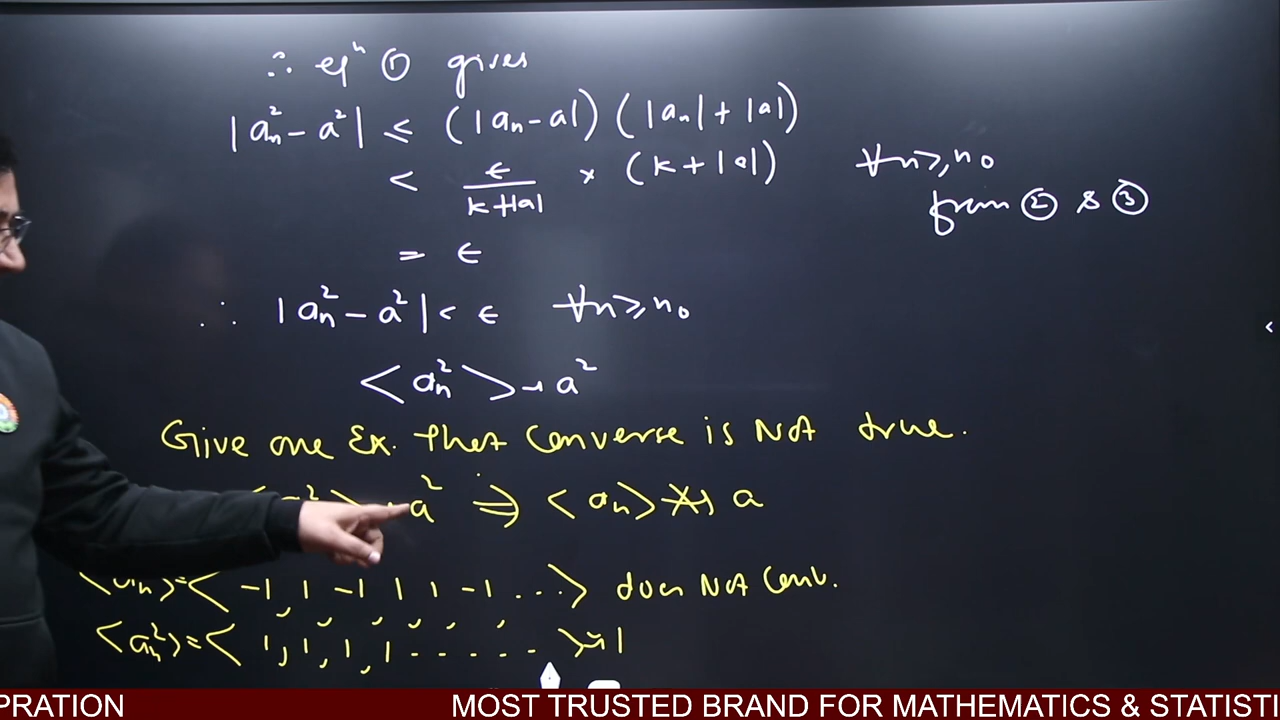 ∴ eqⁿ ① gives
|aₙ² - a²| ≤ (|aₙ - a|) (|aₙ| + |a|)
< ϵ/(k+|a|) × (k + |a|) ∀n≥n₀
from ② & ③
= ϵ
∴ |aₙ² - a²| < ϵ ∀n≥n₀
<aₙ²> → a²
Give one Ex. that converse is NOT true.
a² ⇒ <aₙ> ↛ a
<aₙ>=< -1, 1, -1, 1, 1, -1 ...> does NOT Conv.
<aₙ²>=< 1, 1, 1, 1 - - - - - > → 1
PRATION MOST TRUSTED BRAND FOR MATHEMATICS & STATISTI